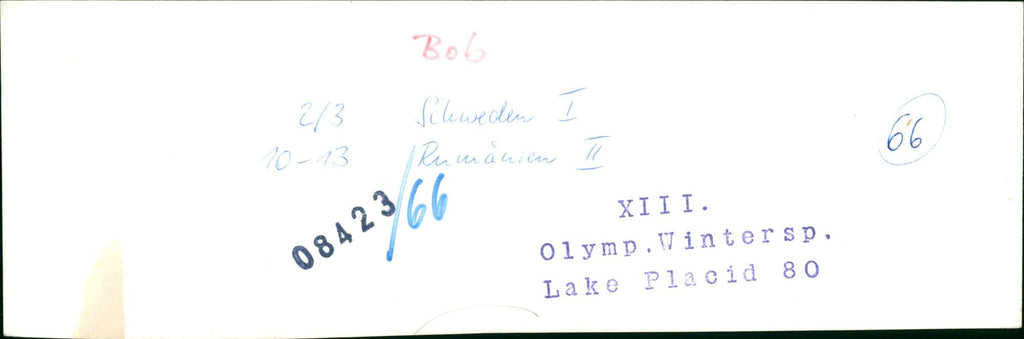 Bob
2/3 Schweden I
10-13 Rumänien II
66
08423/66
XIII.
Olymp.Wintersp.
Lake Placid 80